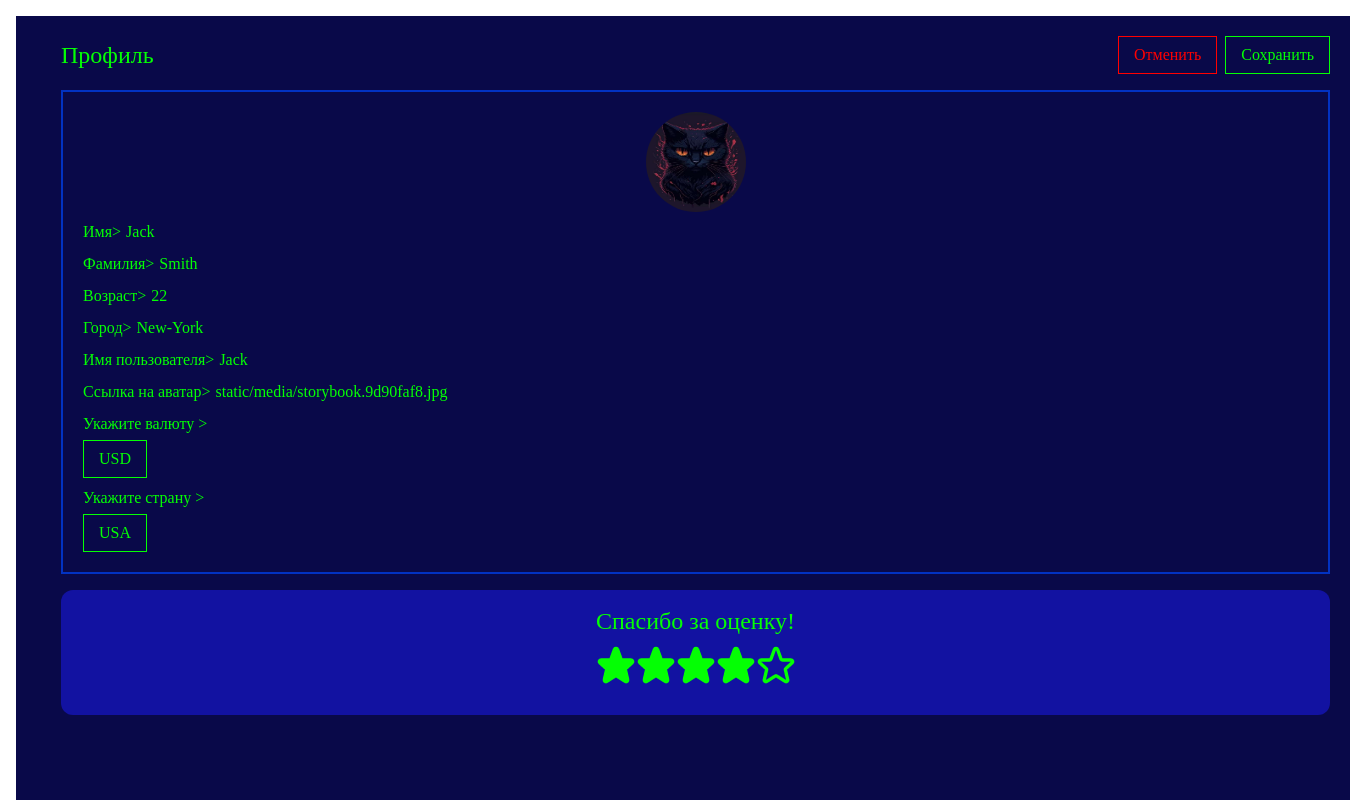 Профиль
Отменить
Сохранить
Имя> Jack
Фамилия> Smith
Возраст> 22
Город> New-York
Имя пользователя> Jack
Ссылка на аватар> static/media/storybook.9d90faf8.jpg
Укажите валюту >
USD
Укажите страну >
USA
Спасибо за оценку!